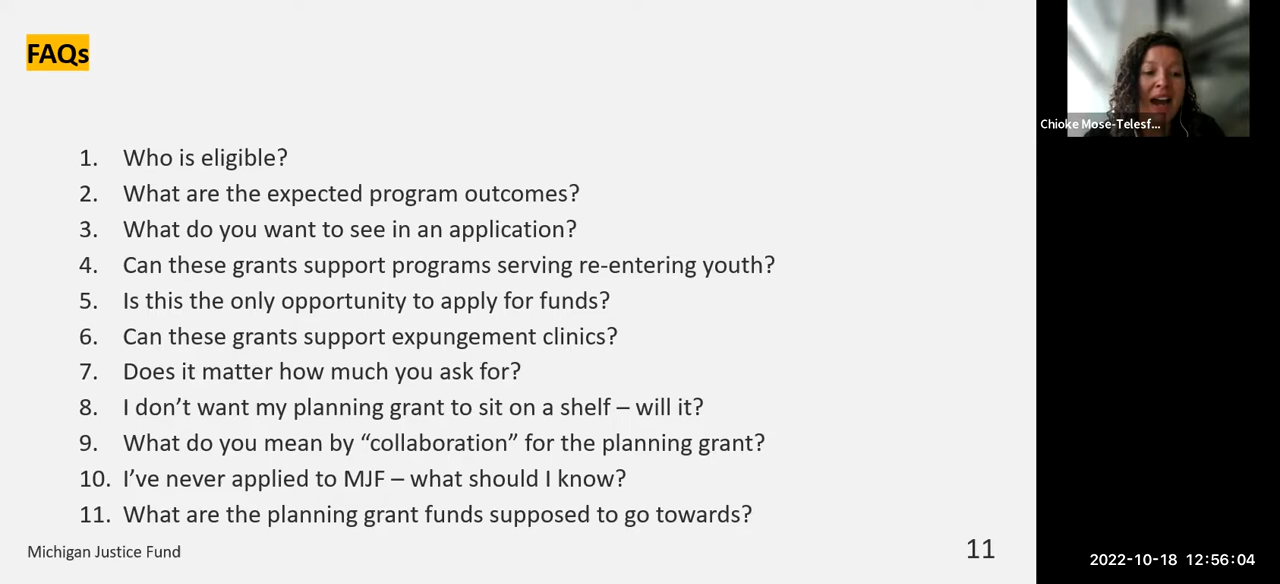 FAQs
1. Who is eligible?
2. What are the expected program outcomes?
3. What do you want to see in an application?
4. Can these grants support programs serving re-entering youth?
5. Is this the only opportunity to apply for funds?
6. Can these grants support expungement clinics?
7. Does it matter how much you ask for?
8. I don’t want my planning grant to sit on a shelf – will it?
9. What do you mean by “collaboration” for the planning grant?
10. I’ve never applied to MJF – what should I know?
11. What are the planning grant funds supposed to go towards?
Michigan Justice Fund
11
Chioke Mose-Telesf...
2022-10-18 12:56:04